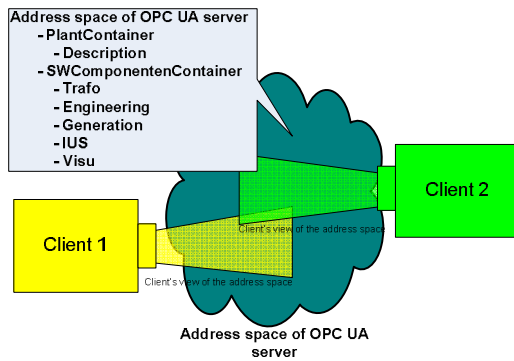 Address space of OPC UA server
- PlantContainer
- Description
- SWComponentenContainer
- Trafo
- Engineering
- Generation
- IUS
- Visu
Client 2
Client's view of the address space
Client 1
Client's view of the address space
Address space of OPC UA
server